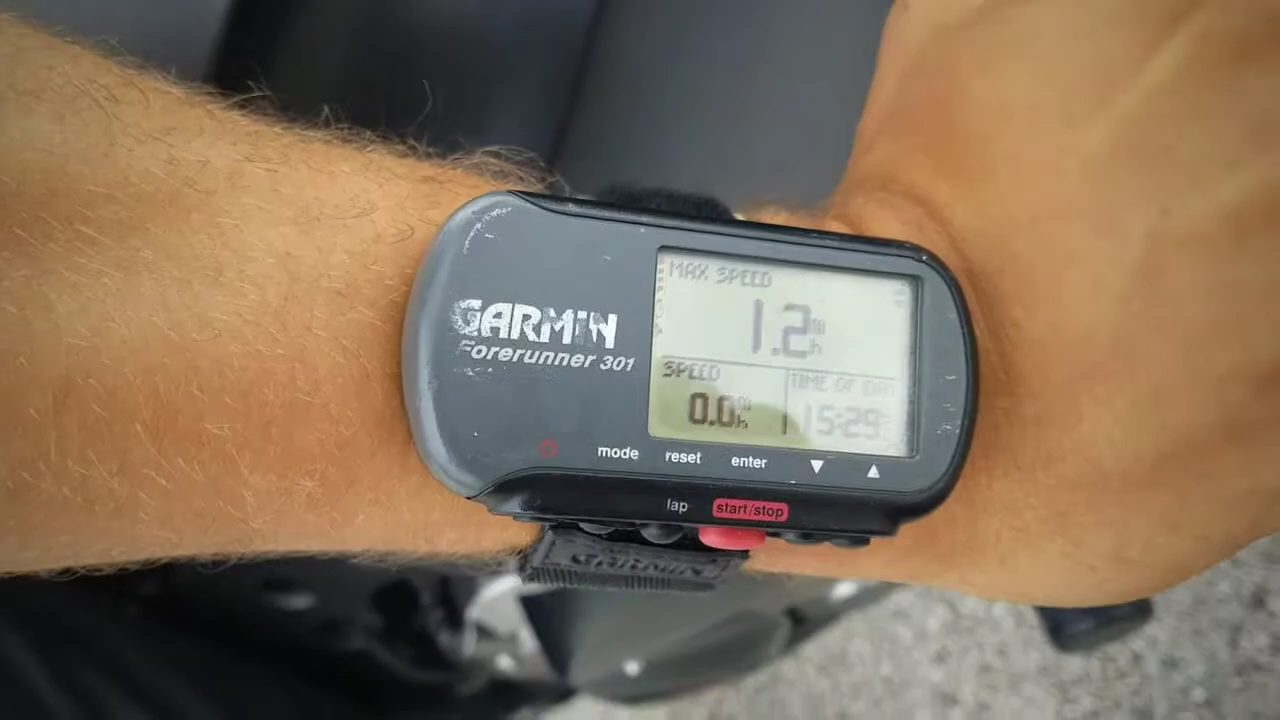 GARMIN
Forerunner 301
MAX SPEED
1.2 m/h
SPEED
0.0 m/h
TIME OF DAY
15:29
mode reset enter
lap start/stop
GARMIN